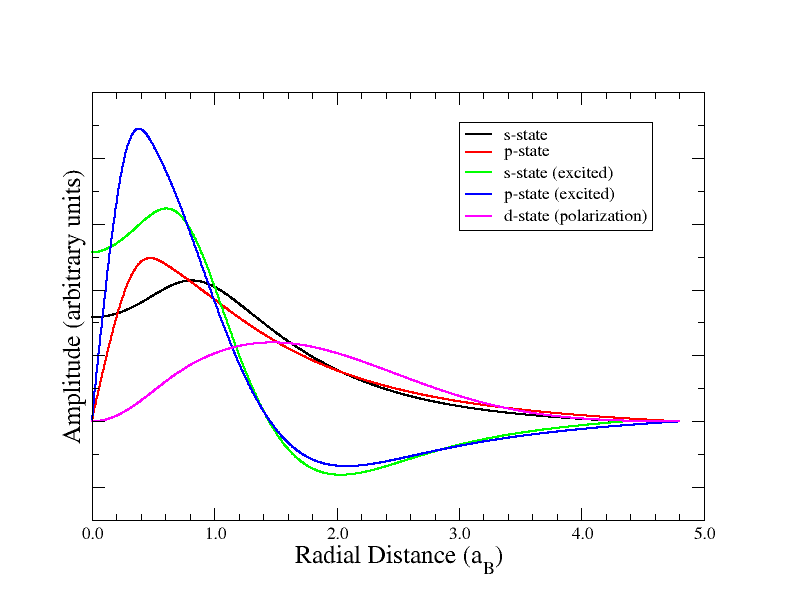 s-state
p-state
s-state (excited)
p-state (excited)
d-state (polarization)
Amplitude (arbitrary units)
0.0 1.0 2.0 3.0 4.0 5.0
Radial Distance (a_B)